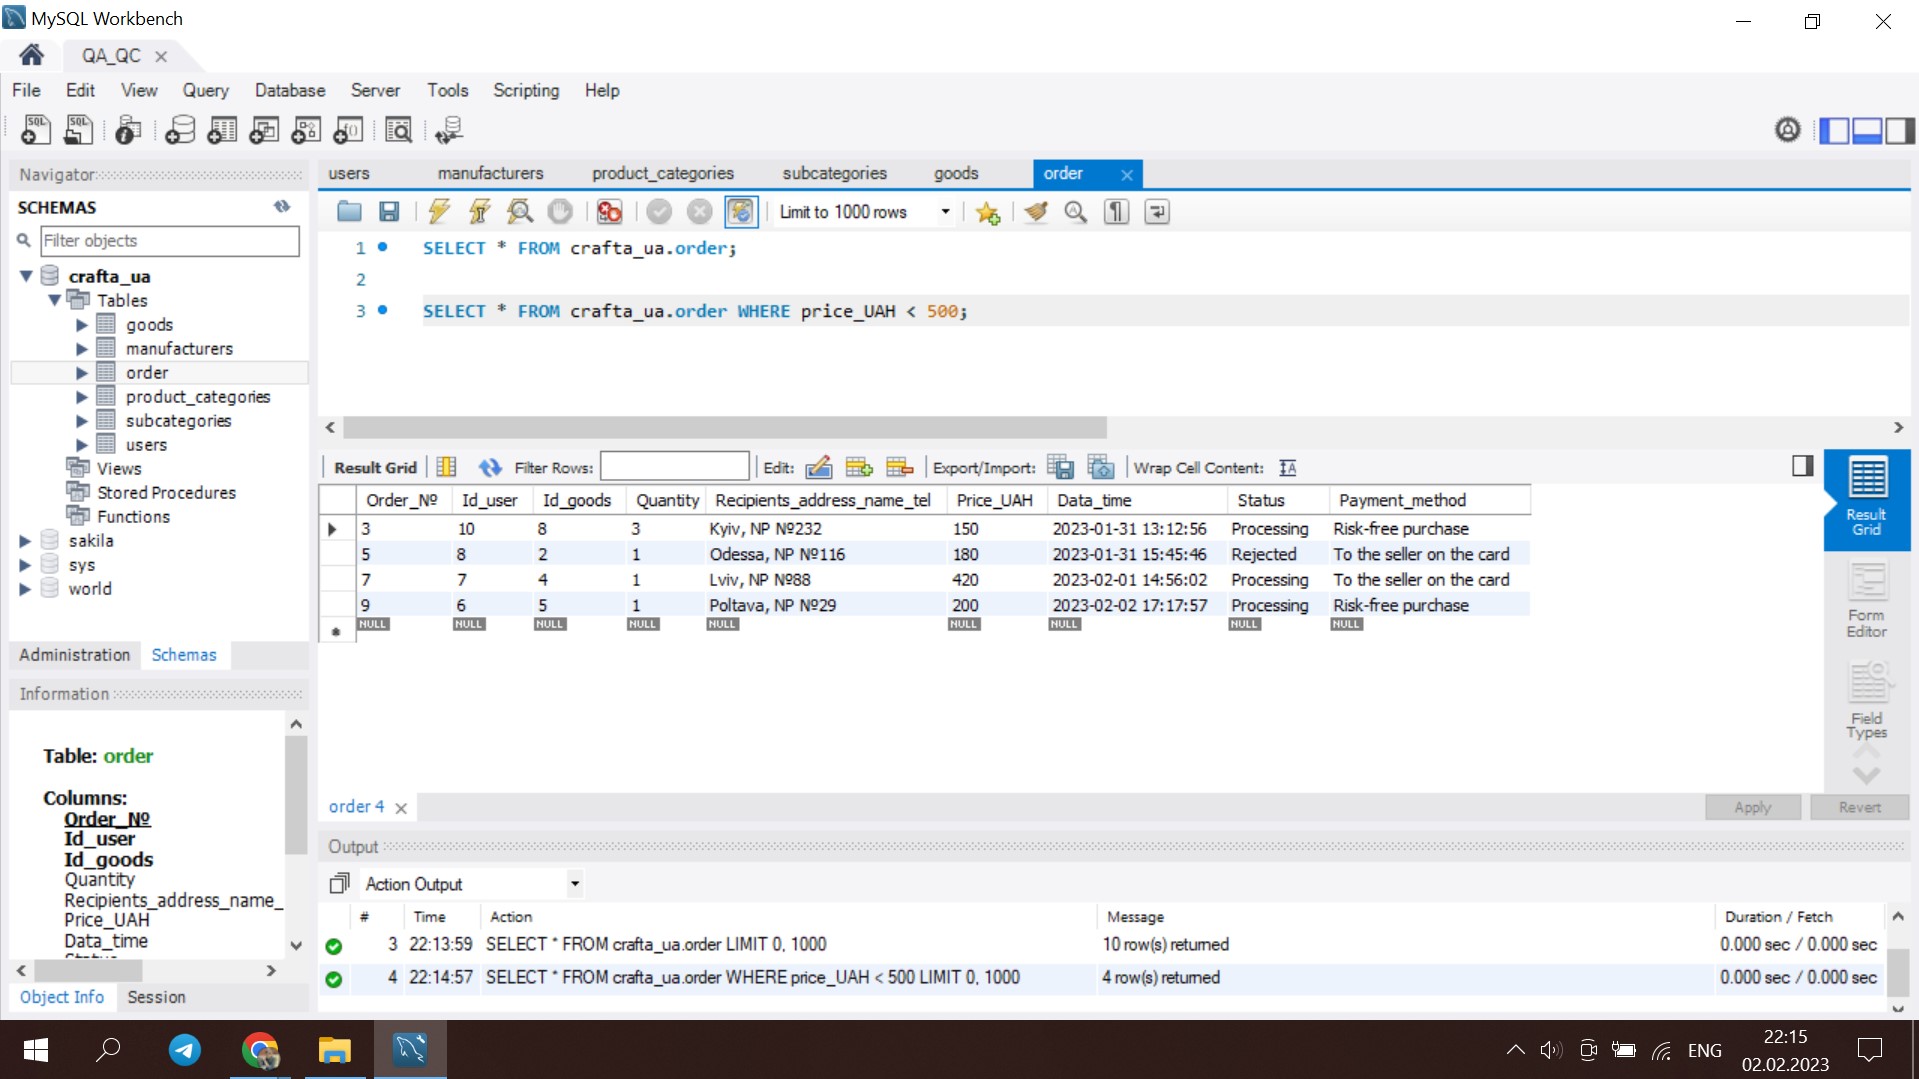 MySQL Workbench
QA_QC
File Edit View Query Database Server Tools Scripting Help
Navigator
SCHEMAS
Filter objects
crafta_ua
Tables
goods
manufacturers
order
product_categories
subcategories
users
Views
Stored Procedures
Functions
sakila
sys
world
Administration Schemas
Information
Table: order
Columns:
Order_№
Id_user
Id_goods
Quantity
Recipients_address_name_
Price_UAH
Data_time
Object Info Session
users manufacturers product_categories subcategories goods order
Limit to 1000 rows
1 SELECT * FROM crafta_ua.order;
2
3 SELECT * FROM crafta_ua.order WHERE price_UAH < 500;
Result Grid Filter Rows: Edit: Export/Import: Wrap Cell Content:
Order_№ Id_user Id_goods Quantity Recipients_address_name_tel Price_UAH Data_time Status Payment_method
3 10 8 3 Kyiv, NP №232 150 2023-01-31 13:12:56 Processing Risk-free purchase
5 8 2 1 Odessa, NP №116 180 2023-01-31 15:45:46 Rejected To the seller on the card
7 7 4 1 Lviv, NP №88 420 2023-02-01 14:56:02 Processing To the seller on the card
9 6 5 1 Poltava, NP №29 200 2023-02-02 17:17:57 Processing Risk-free purchase
NULL NULL NULL NULL NULL NULL NULL NULL NULL
Result
Grid
Form
Editor
Field
Types
order 4
Apply Revert
Output
Action Output
# Time Action Message Duration / Fetch
3 22:13:59 SELECT * FROM crafta_ua.order LIMIT 0, 1000 10 row(s) returned 0.000 sec / 0.000 sec
4 22:14:57 SELECT * FROM crafta_ua.order WHERE price_UAH < 500 LIMIT 0, 1000 4 row(s) returned 0.000 sec / 0.000 sec
ENG
22:15
02.02.2023